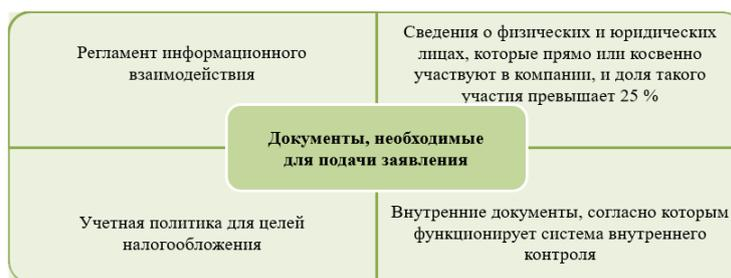 Регламент информационного
взаимодействия
Сведения о физических и юридических
лицах, которые прямо или косвенно
участвуют в компании, и доля такого
участия превышает 25 %
Документы, необходимые
для подачи заявления
Учетная политика для целей
налогообложения
Внутренние документы, согласно которым
функционирует система внутреннего
контроля